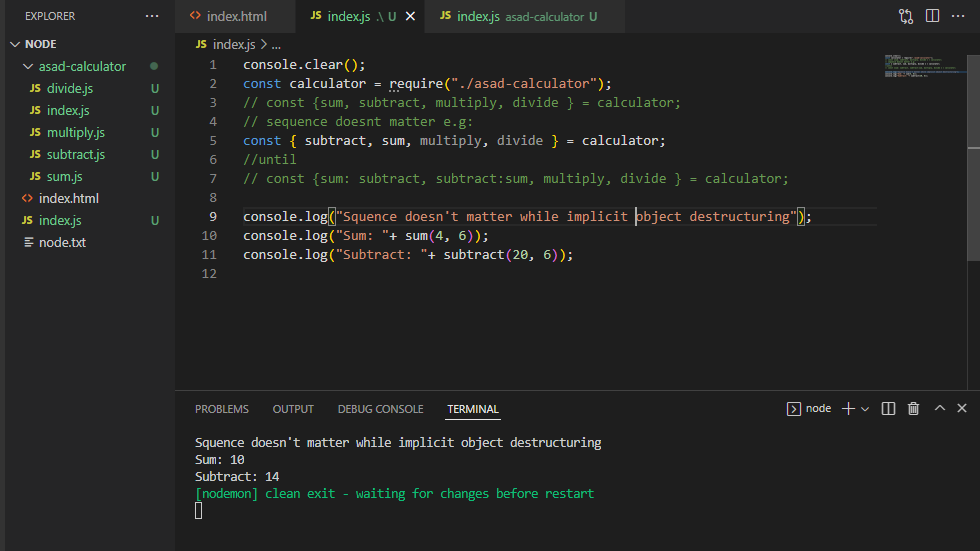 EXPLORER ...
NODE
asad-calculator
JS divide.js U
JS index.js U
JS multiply.js U
JS subtract.js U
JS sum.js U
<> index.html
JS index.js U
node.txt
<> index.html
JS index.js .\ U
JS index.js asad-calculator U
JS index.js > ...
1 console.clear();
2 const calculator = require("./asad-calculator");
3 // const {sum, subtract, multiply, divide } = calculator;
4 // sequence doesnt matter e.g:
5 const { subtract, sum, multiply, divide } = calculator;
6 //until
7 // const {sum: subtract, subtract:sum, multiply, divide } = calculator;
8
9 console.log("Squence doesn't matter while implicit object destructuring");
10 console.log("Sum: "+ sum(4, 6));
11 console.log("Subtract: "+ subtract(20, 6));
12
PROBLEMS OUTPUT DEBUG CONSOLE TERMINAL
node
Squence doesn't matter while implicit object destructuring
Sum: 10
Subtract: 14
[nodemon] clean exit - waiting for changes before restart